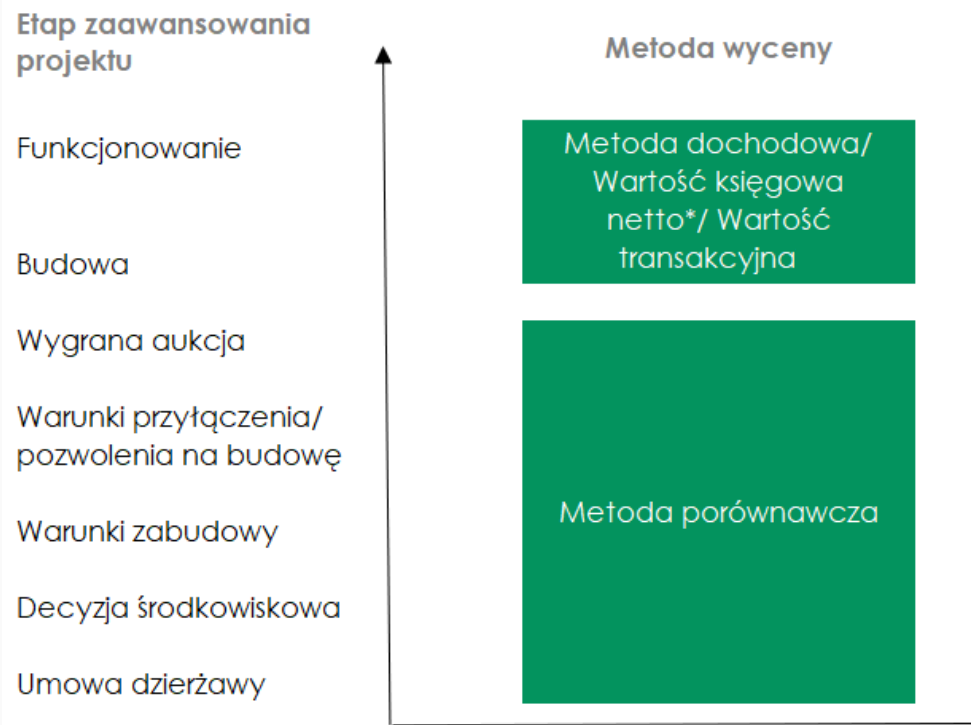 Etap zaawansowania
projektu
Metoda wyceny
Funkcjonowanie
Metoda dochodowa/
Wartość księgowa
netto*/ Wartość
transakcyjna
Budowa
Wygrana aukcja
Warunki przyłączenia/
pozwolenia na budowę
Metoda porównawcza
Warunki zabudowy
Decyzja środkowiskowa
Umowa dzierżawy